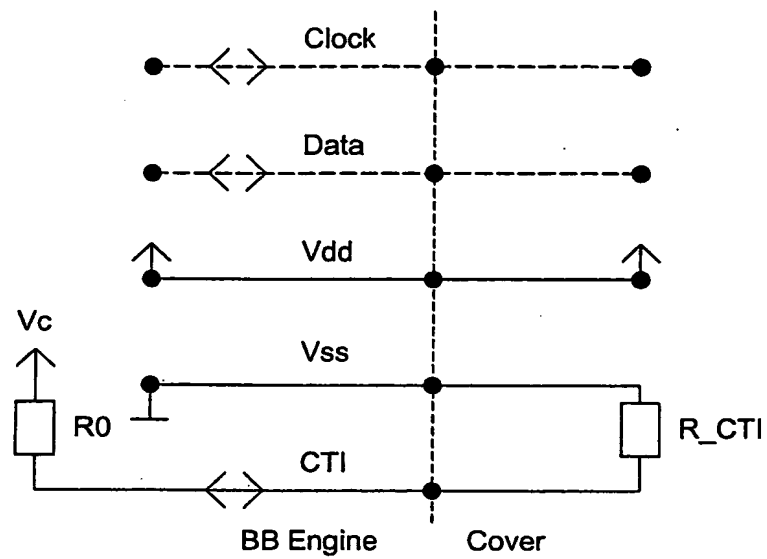 Clock
Data
Vdd
Vc
Vss
R0
R_CTI
CTI
BB Engine
Cover